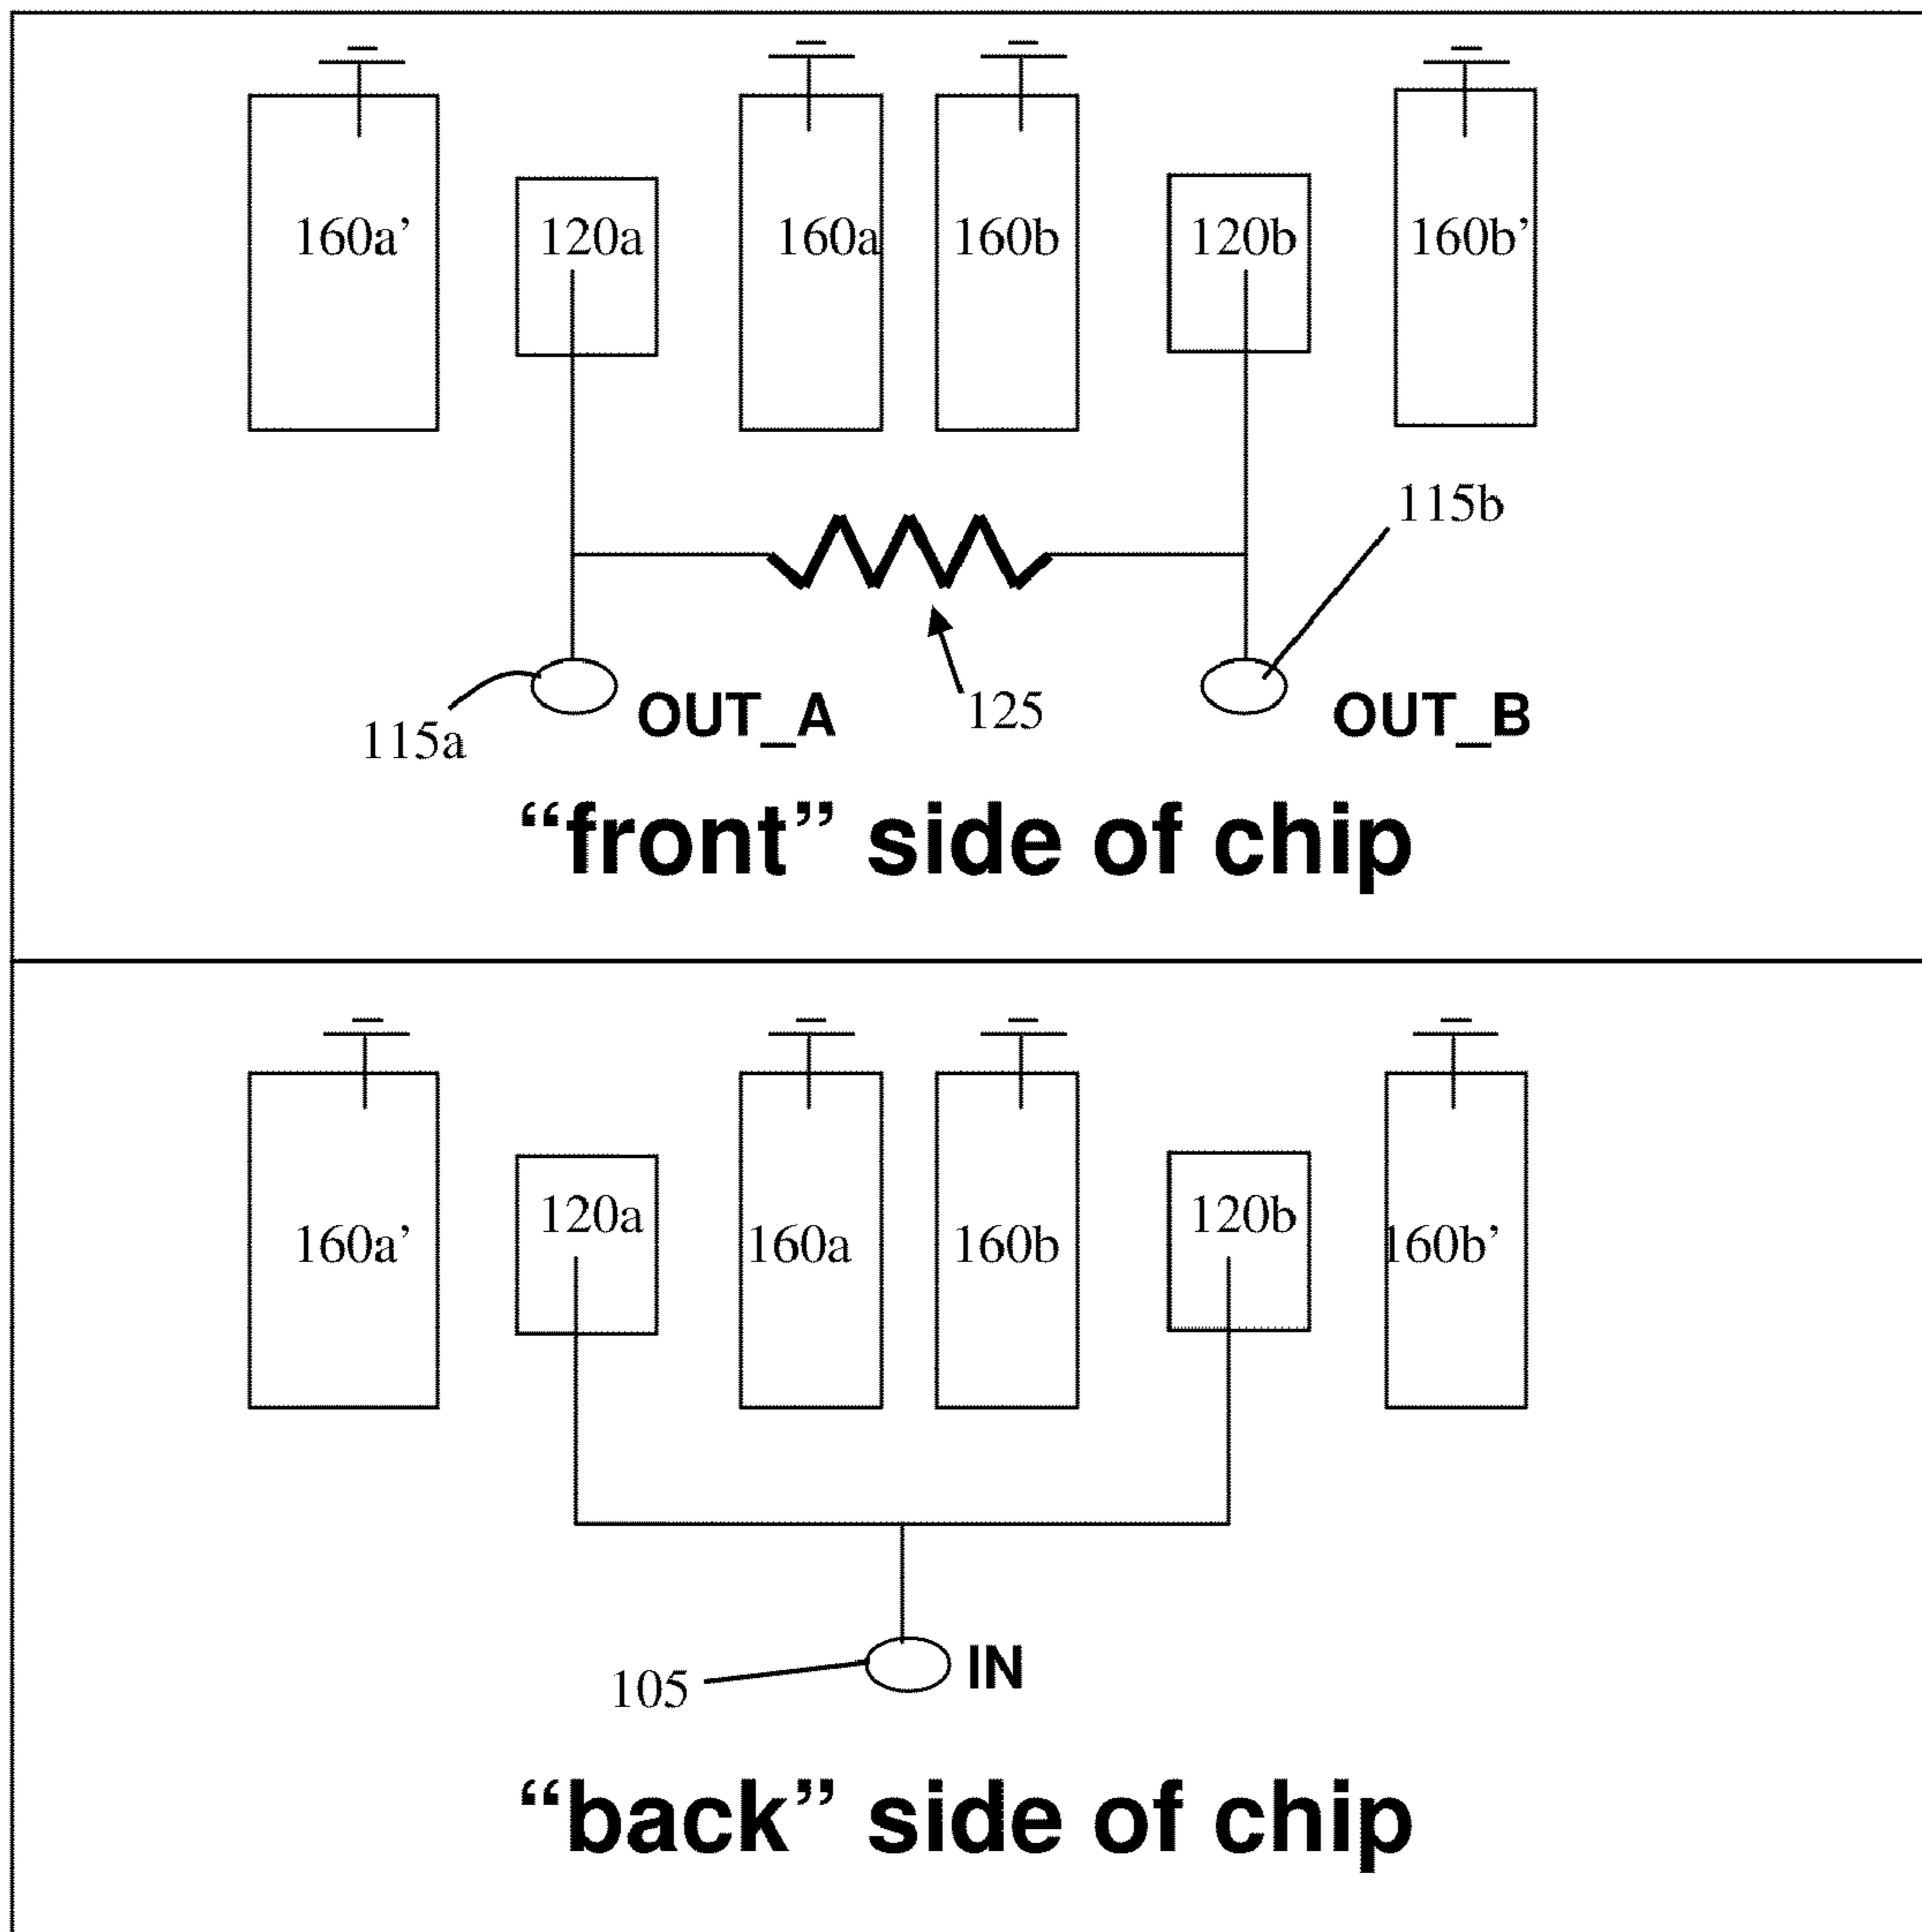 160a’ 120a 160a 160b 120b 160b’
115b
115a OUT_A 125 OUT_B
“front” side of chip
160a’ 120a 160a 160b 120b 160b’
105 IN
“back” side of chip